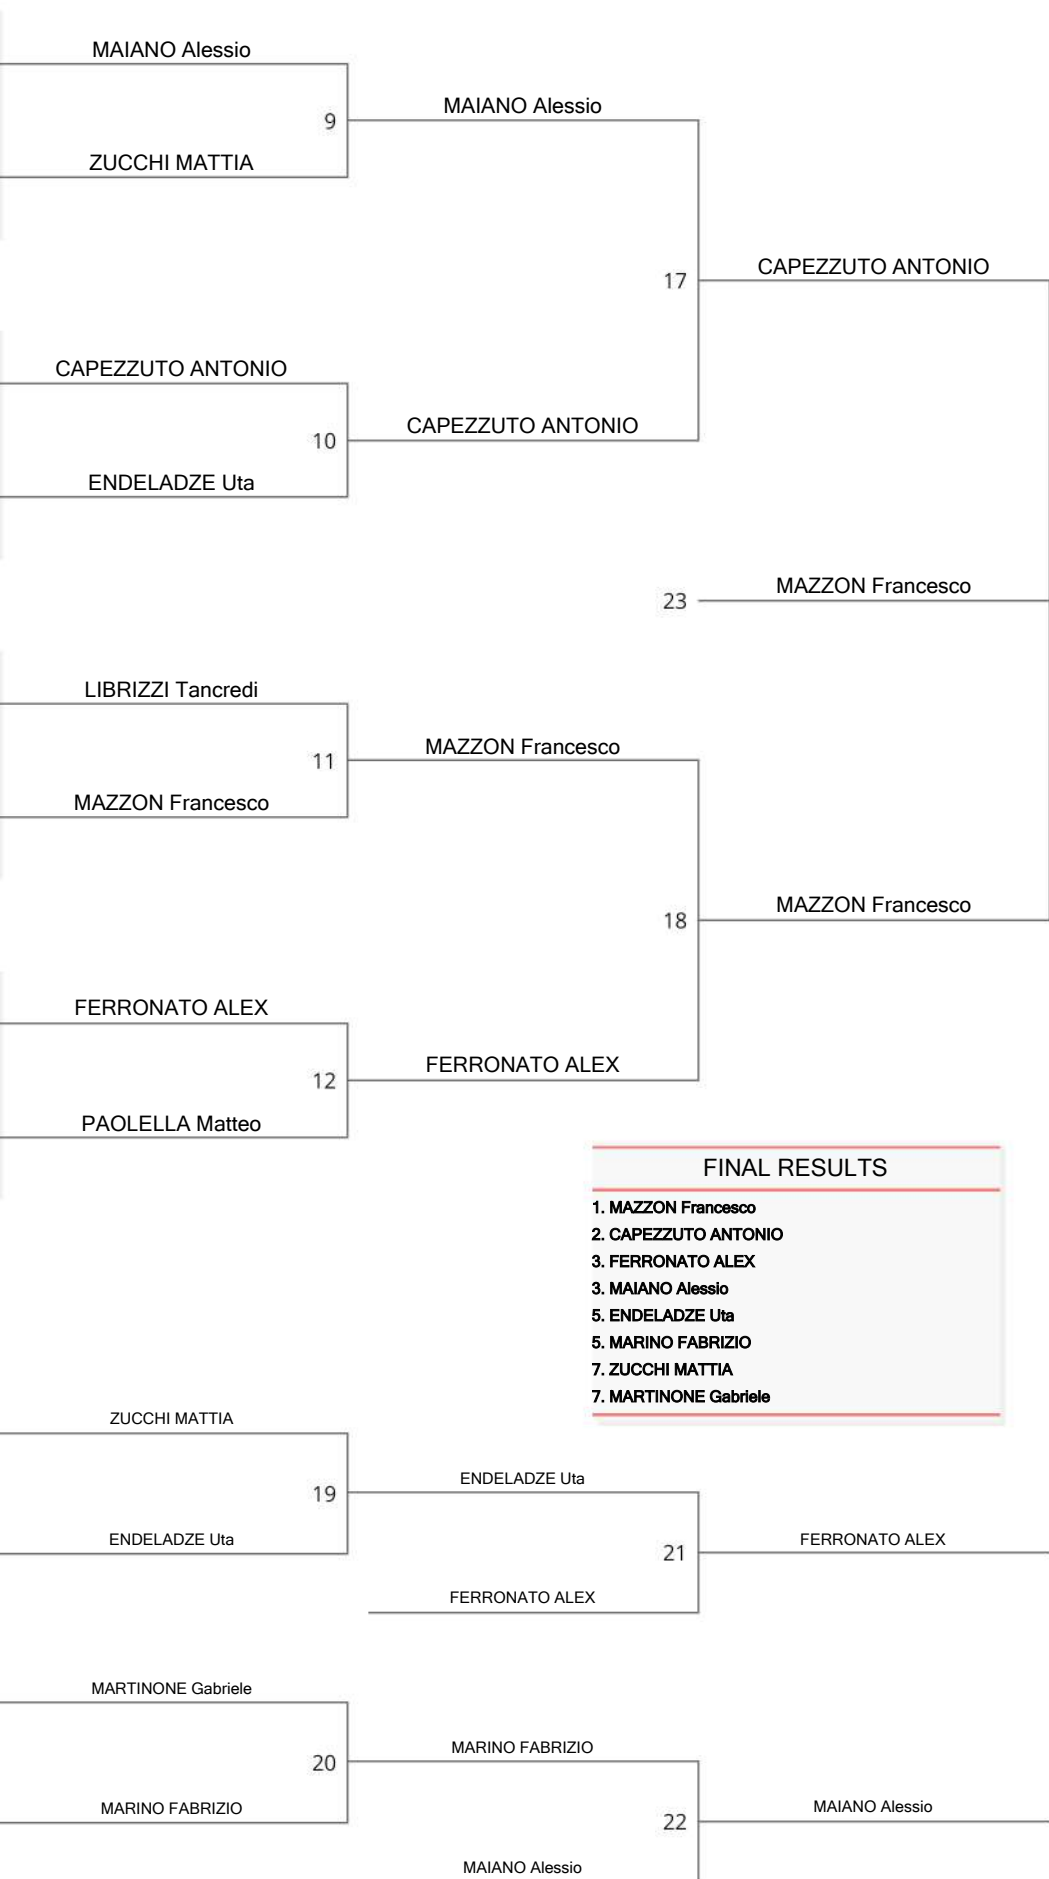 MAIANO Alessio
9
MAIANO Alessio
ZUCCHI MATTIA
17
CAPEZZUTO ANTONIO
CAPEZZUTO ANTONIO
10
CAPEZZUTO ANTONIO
ENDELADZE Uta
23
MAZZON Francesco
LIBRIZZI Tancredi
11
MAZZON Francesco
MAZZON Francesco
18
MAZZON Francesco
FERRONATO ALEX
12
FERRONATO ALEX
PAOLELLA Matteo
FINAL RESULTS
1. MAZZON Francesco
2. CAPEZZUTO ANTONIO
3. FERRONATO ALEX
3. MAIANO Alessio
5. ENDELADZE Uta
5. MARINO FABRIZIO
7. ZUCCHI MATTIA
7. MARTINONE Gabriele
ZUCCHI MATTIA
19
ENDELADZE Uta
ENDELADZE Uta
21
FERRONATO ALEX
FERRONATO ALEX
MARTINONE Gabriele
20
MARINO FABRIZIO
MARINO FABRIZIO
22
MAIANO Alessio
MAIANO Alessio